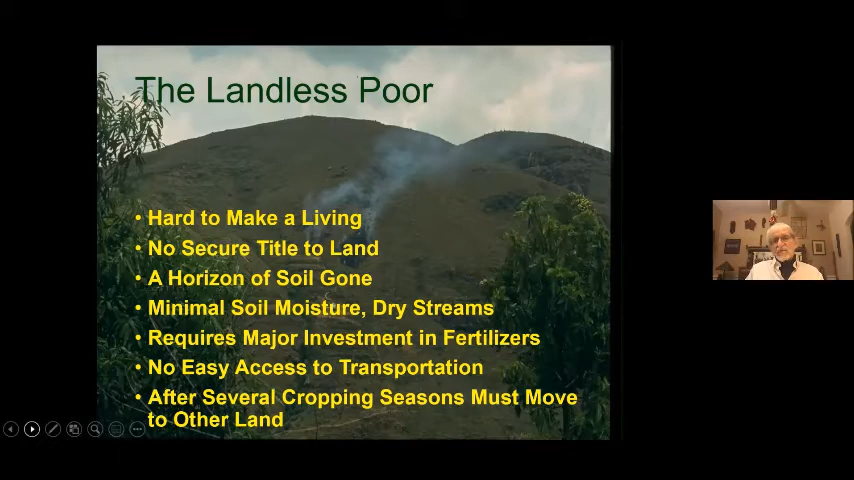 The Landless Poor
• Hard to Make a Living
• No Secure Title to Land
• A Horizon of Soil Gone
• Minimal Soil Moisture, Dry Streams
• Requires Major Investment in Fertilizers
• No Easy Access to Transportation
• After Several Cropping Seasons Must Move
to Other Land